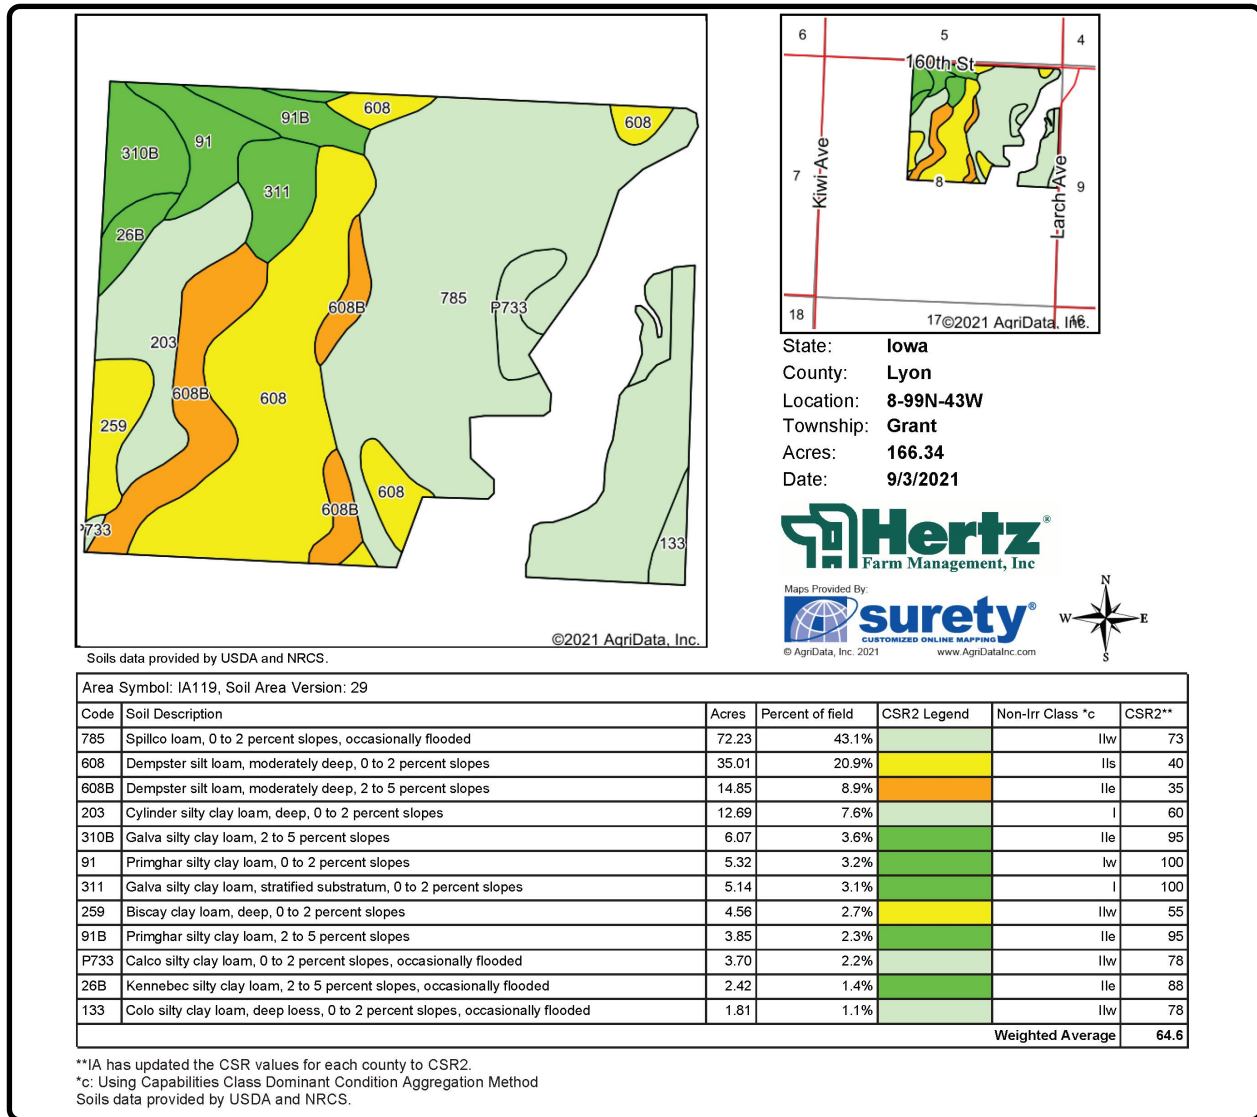 608
91B
608
91
310B
311
26B
785
P733
608B
203
608B
608
259
608
608B
P733
133
©2021 AgriData, Inc.
Soils data provided by USDA and NRCS.
6
5
4
160th St
7
Kiwi Ave
8
Larch Ave
9
18
17
16
©2021 AgriData, Inc.
State: Iowa
County: Lyon
Location: 8-99N-43W
Township: Grant
Acres: 166.34
Date: 9/3/2021
Hertz®
Farm Management, Inc
Maps Provided By:
surety®
CUSTOMIZED ONLINE MAPPING
© AgriData, Inc. 2021 www.AgriDataInc.com
N
W E
S
Area Symbol: IA119, Soil Area Version: 29
Code Soil Description Acres Percent of field CSR2 Legend Non-Irr Class *c CSR2**
785 Spillco loam, 0 to 2 percent slopes, occasionally flooded 72.23 43.1% IIw 73
608 Dempster silt loam, moderately deep, 0 to 2 percent slopes 35.01 20.9% IIs 40
608B Dempster silt loam, moderately deep, 2 to 5 percent slopes 14.85 8.9% IIe 35
203 Cylinder silty clay loam, deep, 0 to 2 percent slopes 12.69 7.6% I 60
310B Galva silty clay loam, 2 to 5 percent slopes 6.07 3.6% IIe 95
91 Primghar silty clay loam, 0 to 2 percent slopes 5.32 3.2% Iw 100
311 Galva silty clay loam, stratified substratum, 0 to 2 percent slopes 5.14 3.1% I 100
259 Biscay clay loam, deep, 0 to 2 percent slopes 4.56 2.7% IIw 55
91B Primghar silty clay loam, 2 to 5 percent slopes 3.85 2.3% IIe 95
P733 Calco silty clay loam, 0 to 2 percent slopes, occasionally flooded 3.70 2.2% IIw 78
26B Kennebec silty clay loam, 2 to 5 percent slopes, occasionally flooded 2.42 1.4% IIe 88
133 Colo silty clay loam, deep loess, 0 to 2 percent slopes, occasionally flooded 1.81 1.1% IIw 78
Weighted Average 64.6
**IA has updated the CSR values for each county to CSR2.
*c: Using Capabilities Class Dominant Condition Aggregation Method
Soils data provided by USDA and NRCS.